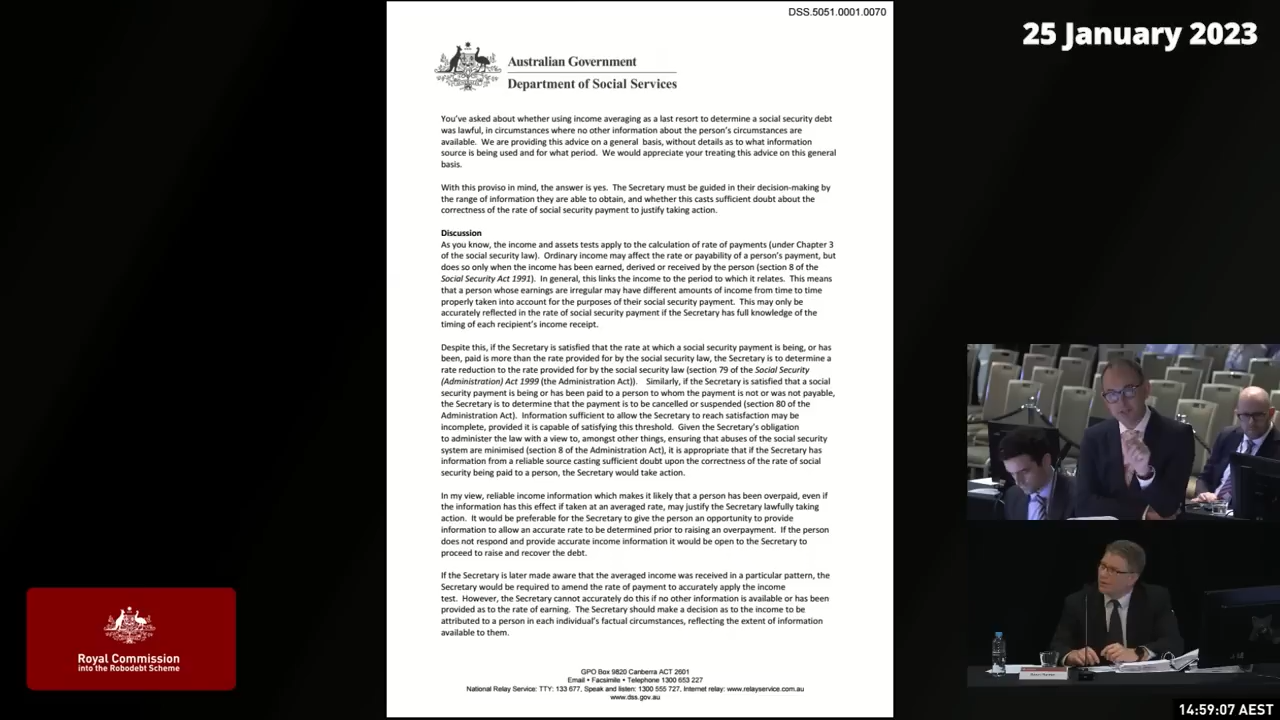 DSS.5051.0001.0070
25 January 2023
Australian Government
Department of Social Services
You've asked about whether using income averaging as a last resort to determine a social security debt
was lawful, in circumstances where no other information about the person's circumstances are
available. We are providing this advice on a general basis, without details as to what information
source is being used and for what period. We would appreciate your treating this advice on this general
basis.
With this proviso in mind, the answer is yes. The Secretary must be guided in their decision-making by
the range of information they are able to obtain, and whether this casts sufficient doubt about the
correctness of the rate of social security payment to justify taking action.
Discussion
As you know, the income and assets tests apply to the calculation of rate of payments (under Chapter 3
of the social security law). Ordinary income may affect the rate or payability of a person's payment, but
does so only when the income has been earned, derived or received by the person (section 8 of the
Social Security Act 1991). In general, this links the income to the period to which it relates. This means
that a person whose earnings are irregular may have different amounts of income from time to time
properly taken into account for the purposes of their social security payment. This may only be
accurately reflected in the rate of social security payment if the Secretary has full knowledge of the
timing of each recipient's income receipt.
Despite this, if the Secretary is satisfied that the rate at which a social security payment is being, or has
been, paid is more than the rate provided for by the social security law, the Secretary is to determine a
rate reduction to the rate provided for by the social security law (section 79 of the Social Security
(Administration) Act 1999 (the Administration Act)). Similarly, if the Secretary is satisfied that a social
security payment is being or has been paid to a person to whom the payment is not or was not payable,
the Secretary is to determine that the payment is to be cancelled or suspended (section 80 of the
Administration Act). Information sufficient to allow the Secretary to reach satisfaction may be
incomplete, provided it is capable of satisfying this threshold. Given the Secretary's obligation
to administer the law with a view to, amongst other things, ensuring that abuses of the social security
system are minimised (section 8 of the Administration Act), it is appropriate that if the Secretary has
information from a reliable source casting sufficient doubt upon the correctness of the rate of social
security being paid to a person, the Secretary would take action.
In my view, reliable income information which makes it likely that a person has been overpaid, even if
the information has this effect if taken at an averaged rate, may justify the Secretary lawfully taking
action. It would be preferable for the Secretary to give the person an opportunity to provide
information to allow an accurate rate to be determined prior to raising an overpayment. If the person
does not respond and provide accurate income information it would be open to the Secretary to
proceed to raise and recover the debt.
If the Secretary is later made aware that the averaged income was received in a particular pattern, the
Secretary would be required to amend the rate of payment to accurately apply the income
test. However, the Secretary cannot accurately do this if no other information is available or has been
provided as to the rate of earning. The Secretary should make a decision as to the income to be
attributed to a person in each individual's factual circumstances, reflecting the extent of information
available to them.
GPO Box 9820 Canberra ACT 2601
Email • Facsimile • Telephone 1300 653 227
National Relay Service: TTY: 133 677, Speak and listen: 1300 555 727, Internet relay: www.relayservice.com.au
www.dss.gov.au
Royal Commission
into the Robodebt Scheme
14:59:07 AEST